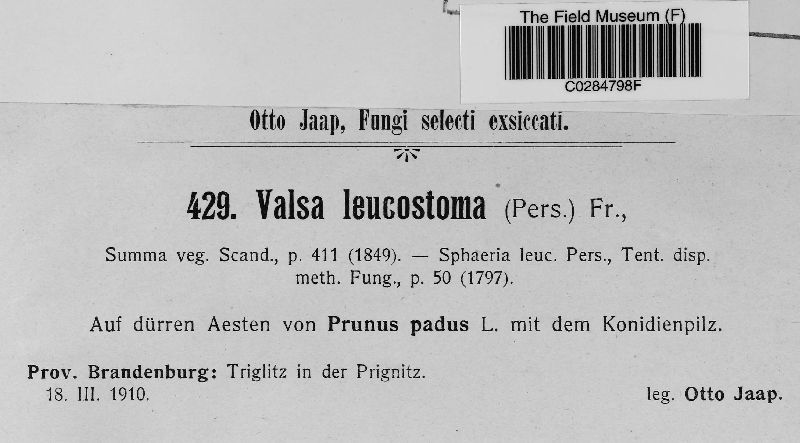 The Field Museum (F)
C0284798F
Otto Jaap, Fungi selecti exsiccati.
429. Valsa leucostoma (Pers.) Fr.,
Summa veg. Scand., p. 411 (1849). — Sphaeria leuc. Pers., Tent. disp.
meth. Fung., p. 50 (1797).
Auf dürren Aesten von Prunus padus L. mit dem Konidienpilz.
Prov. Brandenburg: Triglitz in der Prignitz.
18. III. 1910. leg. Otto Jaap.